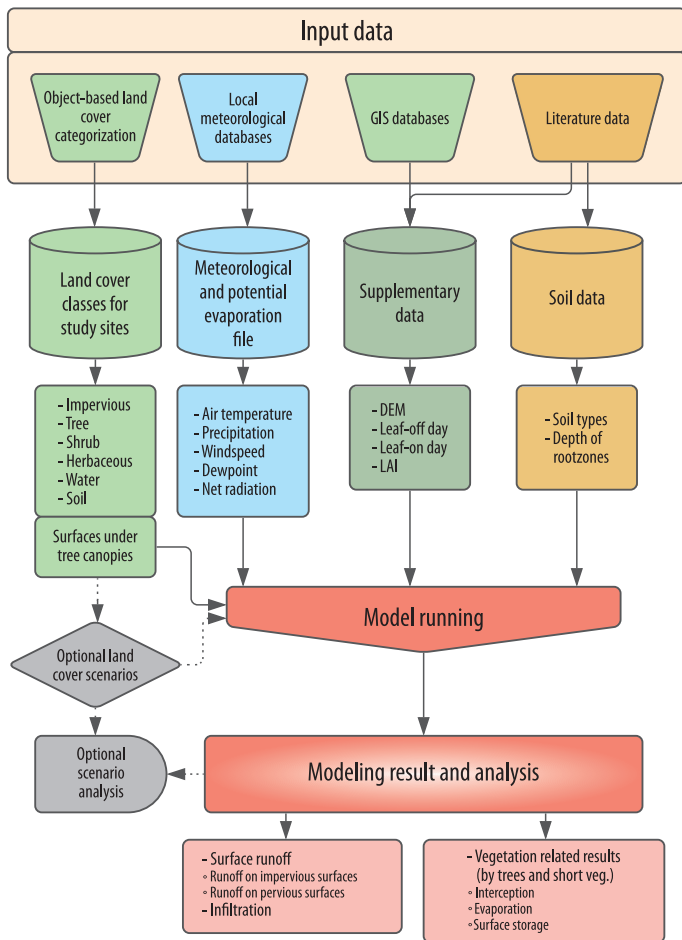 Input data
Object-based land
cover
categorization
Local
meteorological
databases
GIS databases
Literature data
Land cover
classes for
study sites
Meteorological
and potential
evaporation
file
Supplementary
data
Soil data
- Impervious
- Tree
- Shrub
- Herbaceous
- Water
- Soil
- Air temperature
- Precipitation
- Windspeed
- Dewpoint
- Net radiation
- DEM
- Leaf-off day
- Leaf-on day
- LAI
- Soil types
- Depth of
rootzones
Surfaces under
tree canopies
Model running
Optional land
cover scenarios
Optional
scenario
analysis
Modeling result and analysis
- Surface runoff
◦ Runoff on impervious surfaces
◦ Runoff on pervious surfaces
- Infiltration
- Vegetation related results
(by trees and short veg.)
◦ Interception
◦ Evaporation
◦ Surface storage